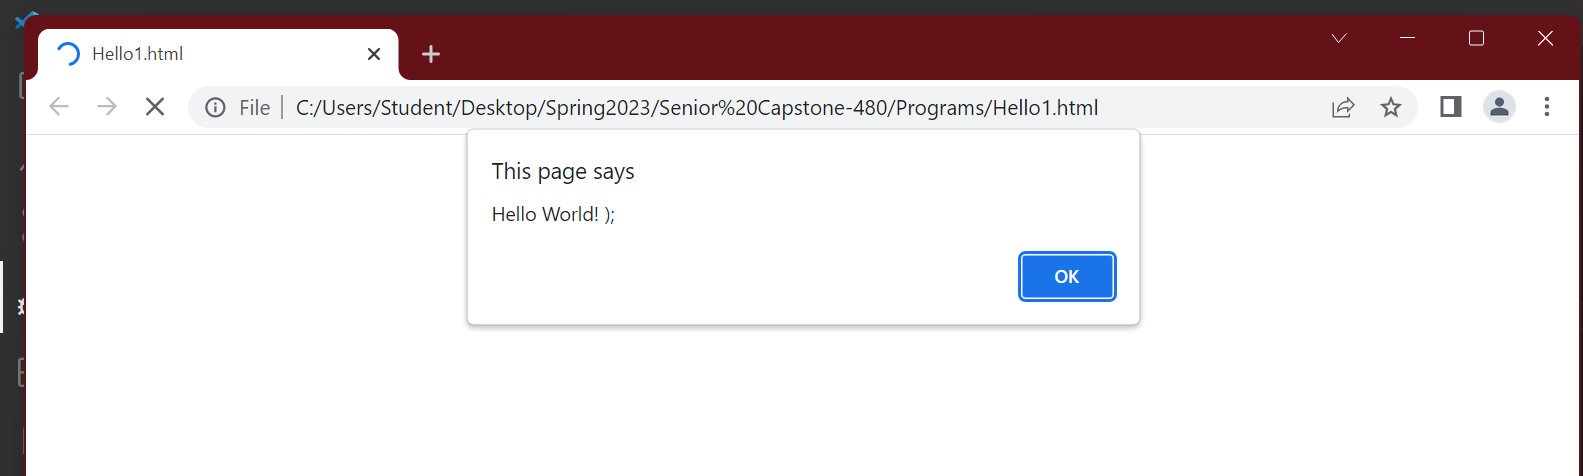 Hello1.html
File
C:/Users/Student/Desktop/Spring2023/Senior%20Capstone-480/Programs/Hello1.html
This page says
Hello World! );
OK